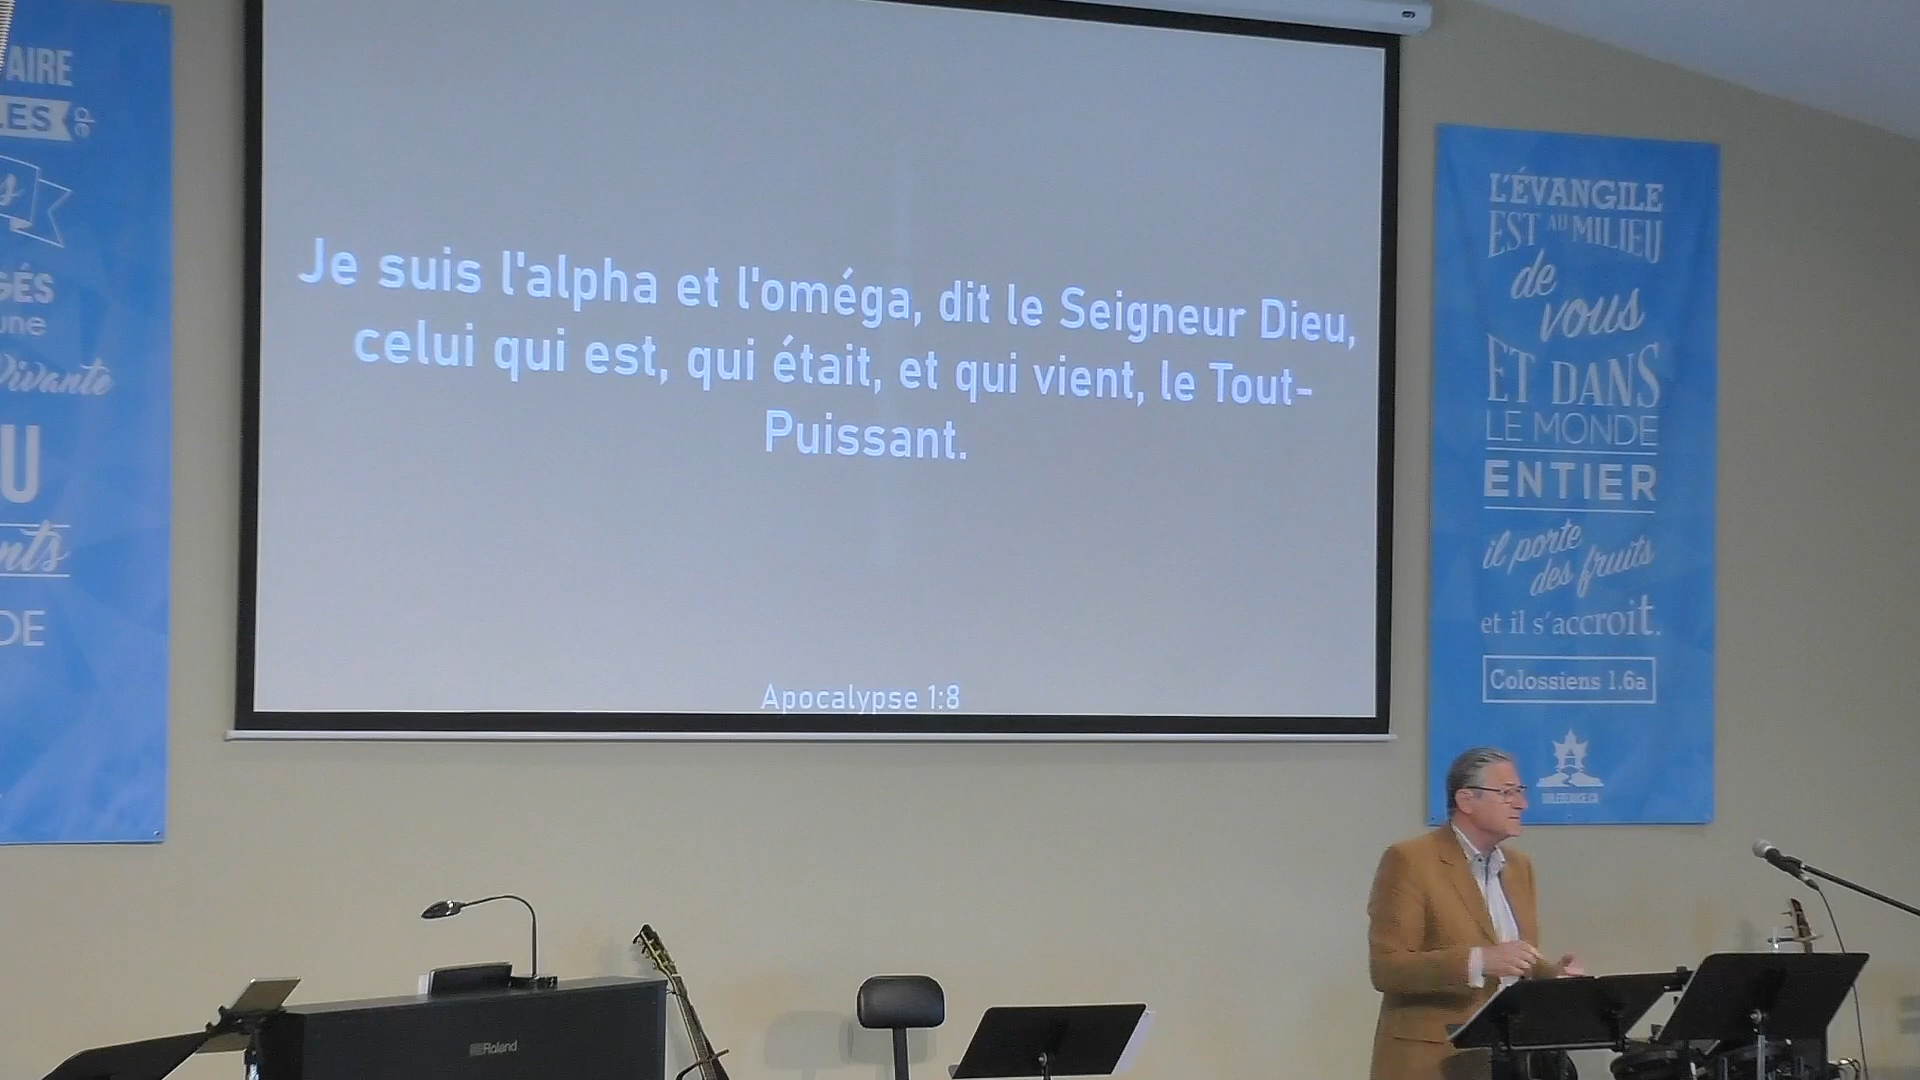 AIRE
LES de
s
GÉS
une
Vivante
U
nts
DE
Je suis l'alpha et l'oméga, dit le Seigneur Dieu,
celui qui est, qui était, et qui vient, le Tout-
Puissant.
Apocalypse 1:8
L'ÉVANGILE
EST AU MILIEU
de
vous
ET DANS
LE MONDE
ENTIER
il porte
des fruits
et il s'accroit.
Colossiens 1.6a
Roland